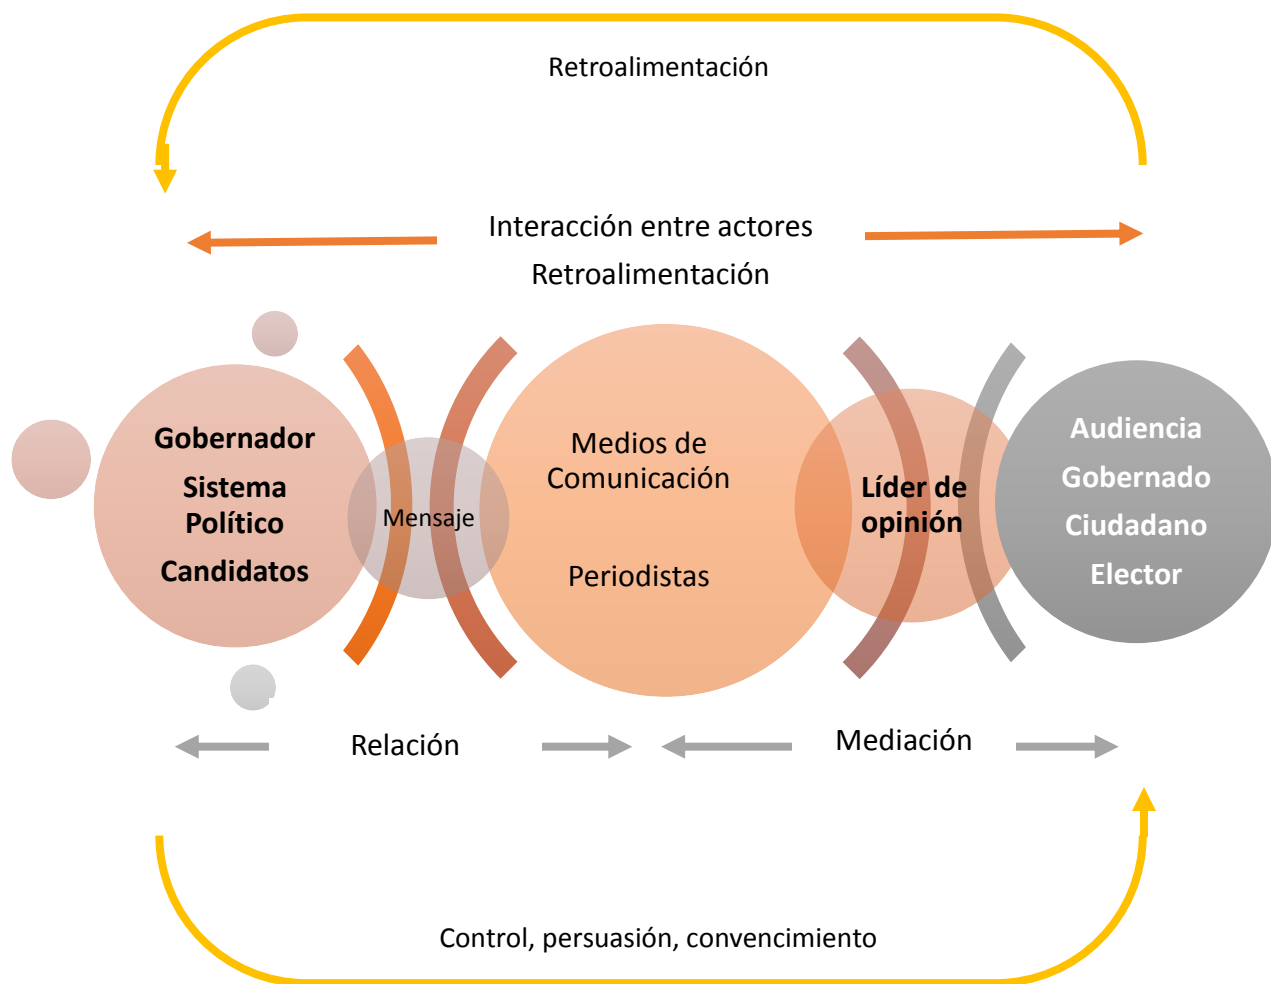 Retroalimentación
Interacción entre actores
Retroalimentación
Gobernador
Sistema
Político
Candidatos
Mensaje
Medios de
Comunicación
Periodistas
Líder de
opinión
Audiencia
Gobernado
Ciudadano
Elector
Relación
Mediación
Control, persuasión, convencimiento